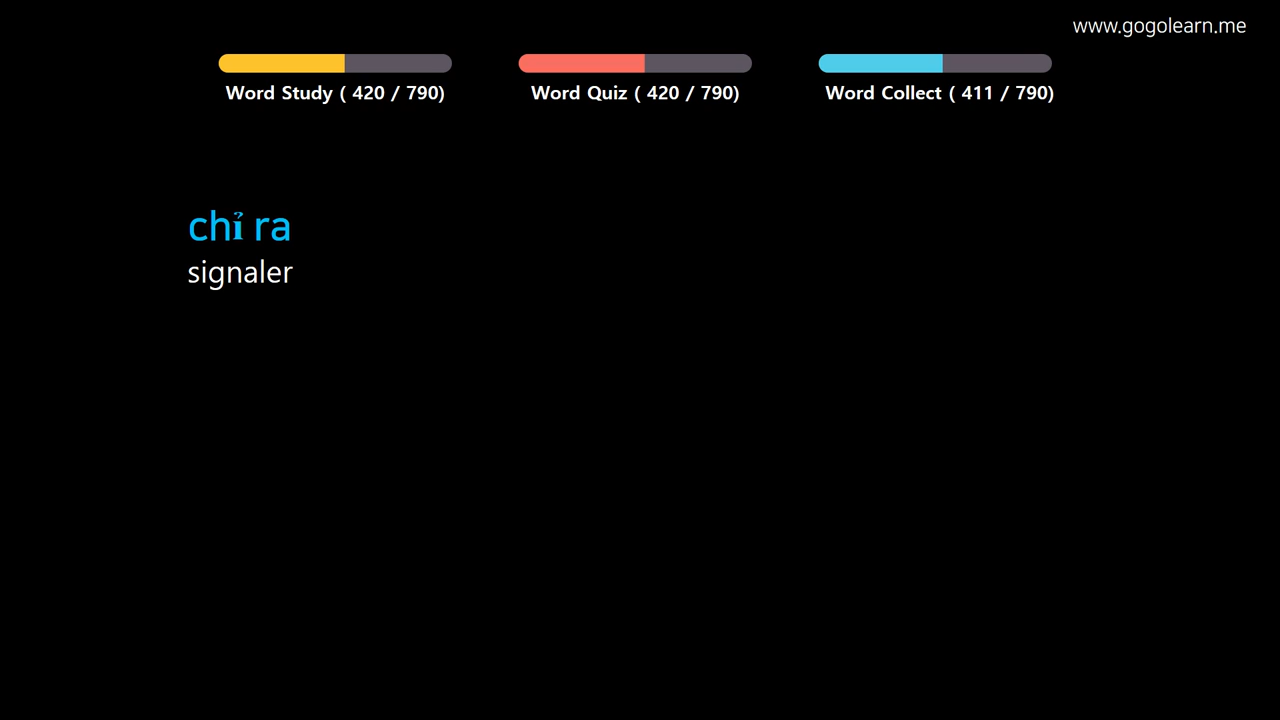 www.gogolearn.me
Word Study ( 420 / 790)
Word Quiz ( 420 / 790)
Word Collect ( 411 / 790)
chỉ ra
signaler